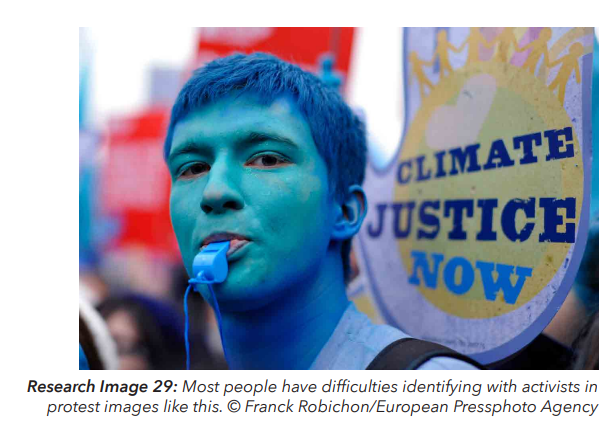 CLIMATE
JUSTICE
NOW
Research Image 29: Most people have difficulties identifying with activists in
protest images like this. © Franck Robichon/European Pressphoto Agency